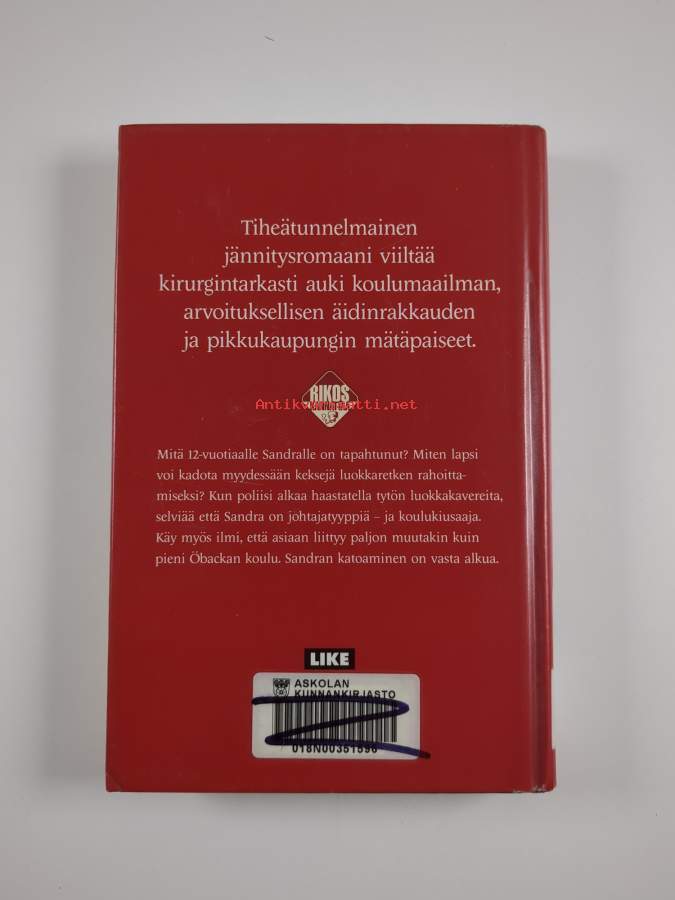 Tiheätunnelmainen
jännitysromaani viiltää
kirurgintarkasti auki koulumaailman,
arvoituksellisen äidinrakkauden
ja pikkukaupungin mätäpaiseet.
RIKOS
Antikvariaatti.net
Mitä 12-vuotiaalle Sandralle on tapahtunut? Miten lapsi
voi kadota myydessään keksejä luokkaretken rahoitta-
miseksi? Kun poliisi alkaa haastatella tytön luokkakavereita,
selviää että Sandra on johtajatyyppiä – ja koulukiusaaja.
Käy myös ilmi, että asiaan liittyy paljon muutakin kuin
pieni Öbackan koulu. Sandran katoaminen on vasta alkua.
LIKE
ASKOLAN
KUNNANKIRJASTO
018N00351596